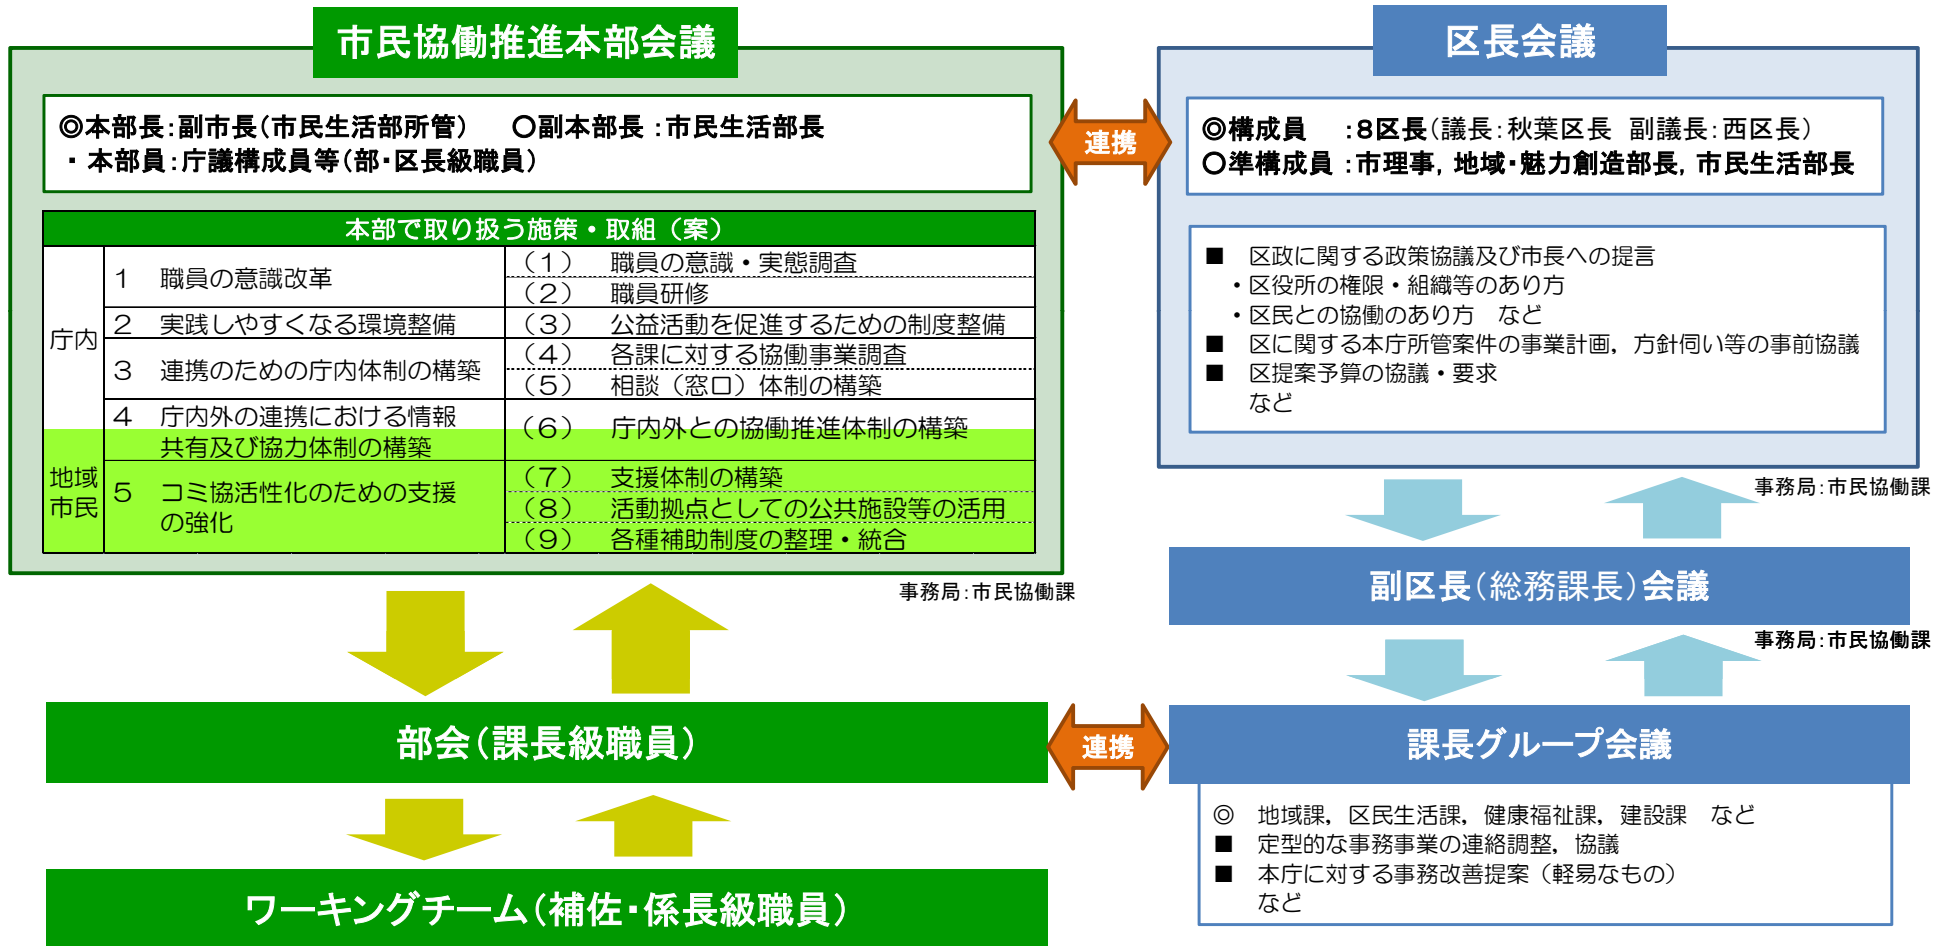 市民協働推進本部会議
◎本部長：副市長（市民生活部所管）　○副本部長：市民生活部長
・本部員：庁議構成員等（部・区長級職員）
本部で取り扱う施策・取組（案）
庁内
1　職員の意識改革
（1）　職員の意識・実態調査
（2）　職員研修
2　実践しやすくなる環境整備
（3）　公益活動を促進するための制度整備
3　連携のための庁内体制の構築
（4）　各課に対する協働事業調査
（5）　相談（窓口）体制の構築
4　庁内外の連携における情報
共有及び協力体制の構築
（6）　庁内外との協働推進体制の構築
地域
市民
5　コミ協活性化のための支援
の強化
（7）　支援体制の構築
（8）　活動拠点としての公共施設等の活用
（9）　各種補助制度の整理・統合
事務局：市民協働課
連携
区長会議
◎構成員　：8区長（議長：秋葉区長　副議長：西区長）
○準構成員：市理事，地域・魅力創造部長，市民生活部長
■　区政に関する政策協議及び市長への提言
・区役所の権限・組織等のあり方
・区民との協働のあり方　など
■　区に関する本庁所管案件の事業計画，方針伺い等の事前協議
■　区提案予算の協議・要求
など
事務局：市民協働課
副区長（総務課長）会議
事務局：市民協働課
部会（課長級職員）
連携
課長グループ会議
◎　地域課，区民生活課，健康福祉課，建設課　など
■　定型的な事務事業の連絡調整，協議
■　本庁に対する事務改善提案（軽易なもの）
など
ワーキングチーム（補佐・係長級職員）